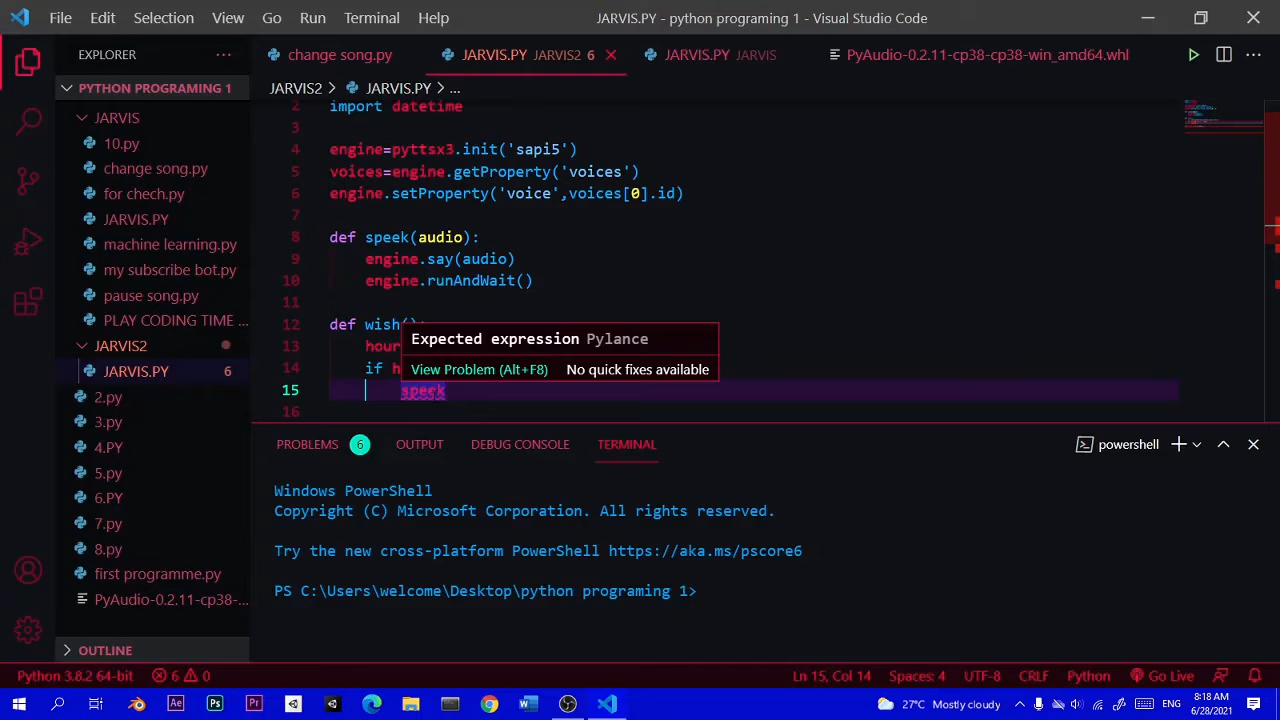 File Edit Selection View Go Run Terminal Help JARVIS.PY - python programing 1 - Visual Studio Code
EXPLORER
change song.py JARVIS.PY JARVIS2 6 JARVIS.PY JARVIS PyAudio-0.2.11-cp38-cp38-win_amd64.whl
PYTHON PROGRAMING 1
JARVIS
10.py
change song.py
for chech.py
JARVIS.PY
machine learning.py
my subscribe bot.py
pause song.py
PLAY CODING TIME ...
JARVIS2
JARVIS.PY 6
2.py
3.py
4.PY
5.py
6.PY
7.py
8.py
first programme.py
PyAudio-0.2.11-cp38-...
OUTLINE
JARVIS2 > JARVIS.PY > ...
2 import datetime
3
4 engine=pyttsx3.init('sapi5')
5 voices=engine.getProperty('voices')
6 engine.setProperty('voice',voices[0].id)
7
8 def speek(audio):
9 engine.say(audio)
10 engine.runAndWait()
11
12 def wish():
13 hour
14 if h
15 speek
16
Expected expression Pylance
View Problem (Alt+F8) No quick fixes available
PROBLEMS 6 OUTPUT DEBUG CONSOLE TERMINAL powershell
Windows PowerShell
Copyright (C) Microsoft Corporation. All rights reserved.
Try the new cross-platform PowerShell https://aka.ms/pscore6
PS C:\Users\welcome\Desktop\python programing 1>
Python 3.8.2 64-bit 6 0 Ln 15, Col 14 Spaces: 4 UTF-8 CRLF Python Go Live
27°C Mostly cloudy ENG 8:18 AM
6/28/2021